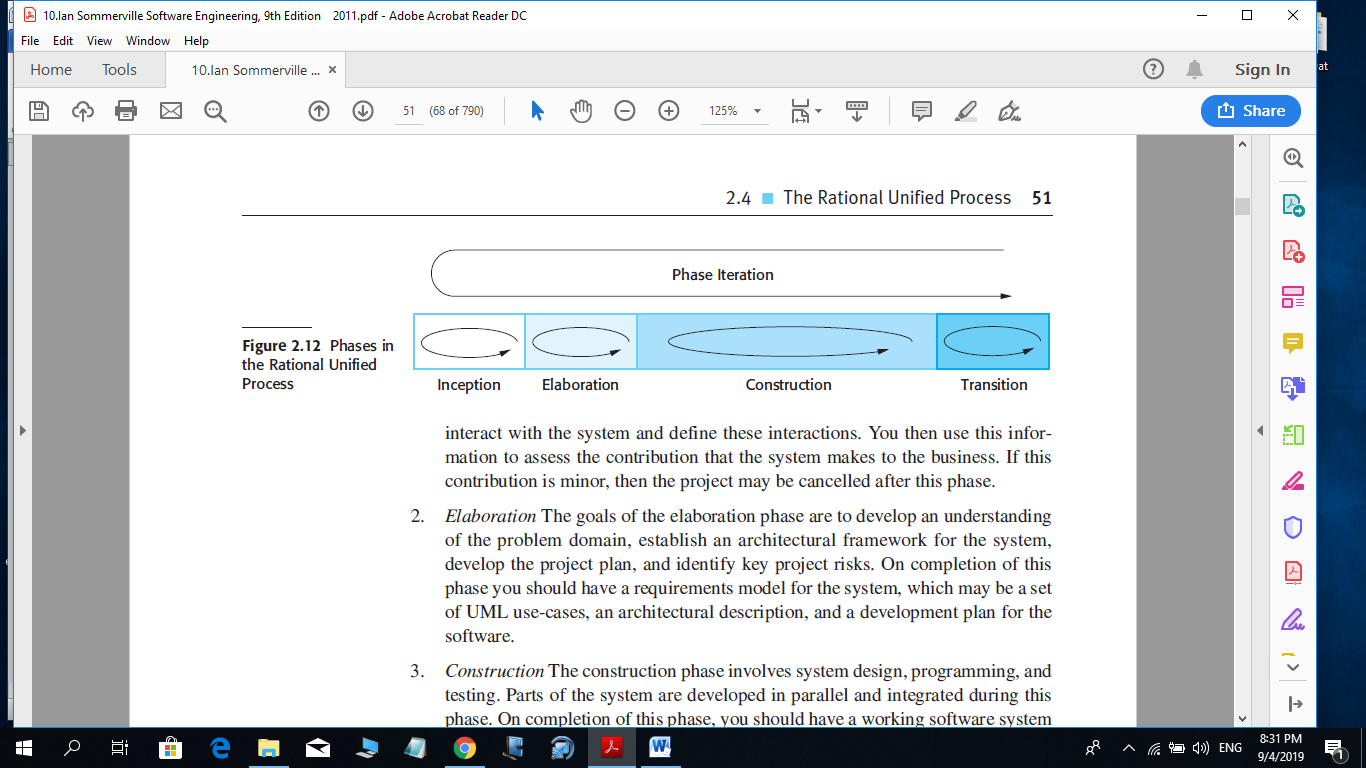 10.Ian Sommerville Software Engineering, 9th Edition 2011.pdf - Adobe Acrobat Reader DC
File Edit View Window Help
Home Tools 10.Ian Sommerville ... × Sign In
51 (68 of 790) 125% Share
at
2.4 The Rational Unified Process 51
Phase Iteration
Figure 2.12 Phases in
the Rational Unified
Process
Inception Elaboration Construction Transition
interact with the system and define these interactions. You then use this infor-
mation to assess the contribution that the system makes to the business. If this
contribution is minor, then the project may be cancelled after this phase.
2. Elaboration The goals of the elaboration phase are to develop an understanding
of the problem domain, establish an architectural framework for the system,
develop the project plan, and identify key project risks. On completion of this
phase you should have a requirements model for the system, which may be a set
of UML use-cases, an architectural description, and a development plan for the
software.
3. Construction The construction phase involves system design, programming, and
testing. Parts of the system are developed in parallel and integrated during this
phase. On completion of this phase, you should have a working software system
ENG
8:31 PM
9/4/2019
1